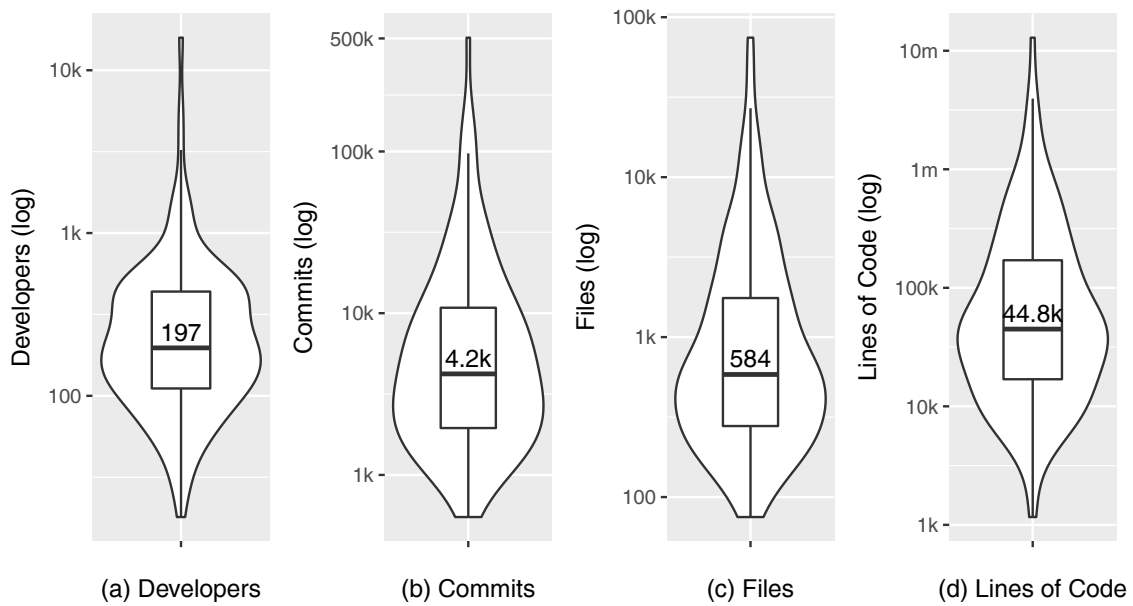 Developers (log)
10k
1k
100
197
(a) Developers
Commits (log)
500k
100k
10k
1k
4.2k
(b) Commits
Files (log)
100k
10k
1k
100
584
(c) Files
Lines of Code (log)
10m
1m
100k
10k
1k
44.8k
(d) Lines of Code